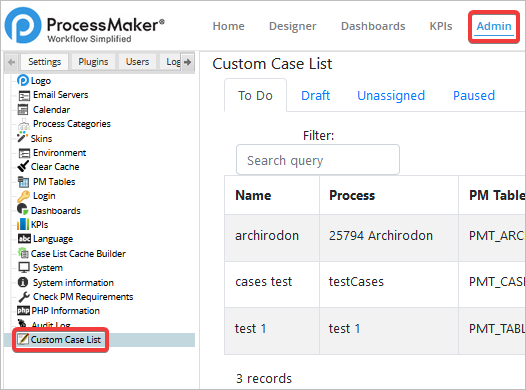 ProcessMaker®
Workflow Simplified
Home Designer Dashboards KPIs Admin
Settings Plugins Users Log
Logo
Email Servers
Calendar
Process Categories
Skins
Environment
Clear Cache
PM Tables
Login
Dashboards
KPIs
abc Language
Case List Cache Builder
System
System information
Check PM Requirements
php PHP Information
Audit Log
Custom Case List
Custom Case List
To Do Draft Unassigned Paused
Filter:
Search query
Name Process PM Table
archirodon 25794 Archirodon PMT_ARC
cases test testCases PMT_CAS
test 1 test 1 PMT_TABL
3 records